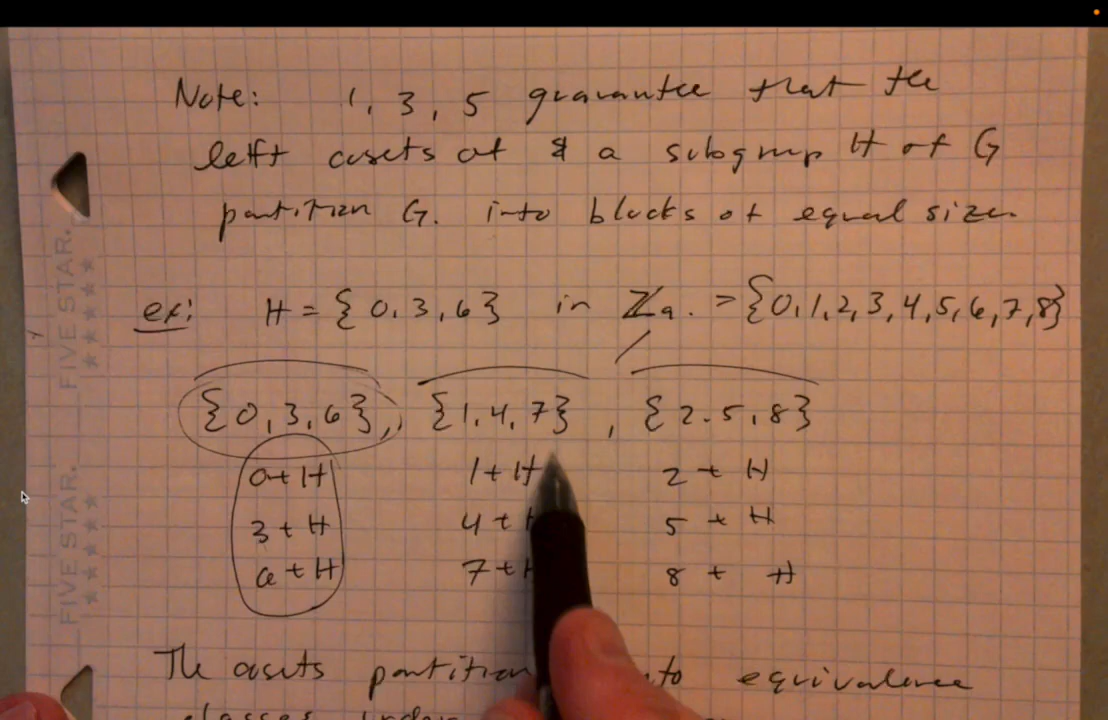 Note: 1, 3, 5 guarantee that the
left cosets of a subgroup H of G
partition G. into blocks of equal size.
ex: H = { 0, 3, 6 } in ℤ9. = {0,1,2,3,4,5,6,7,8}
{0,3,6}, {1,4,7}, {2,5,8}
0+H 1+H 2 + H
3 + H 4 + 5 + H
6 + H 7 + 8 + H
The cosets partition equivalence
FIVE STAR.
FIVE STAR.